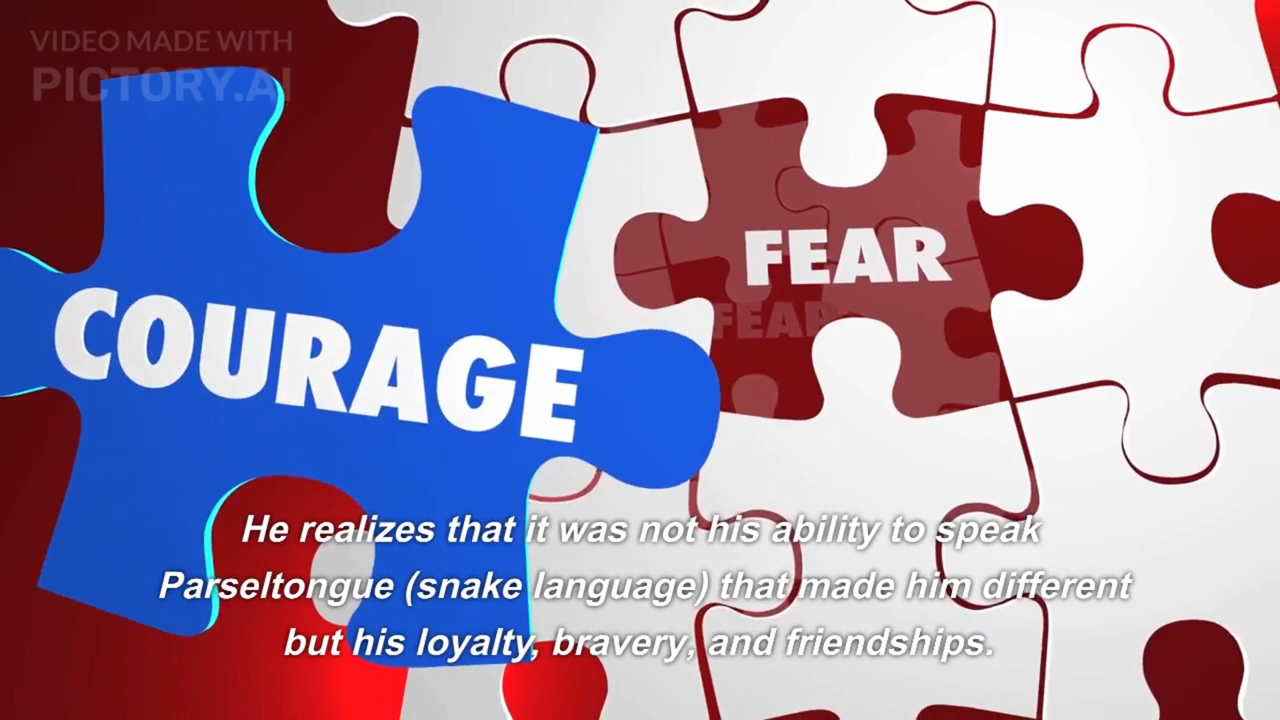 VIDEO MADE WITH
PICTORY.AI
COURAGE
FEAR
FEAR
He realizes that it was not his ability to speak
Parseltongue (snake language) that made him different
but his loyalty, bravery, and friendships.